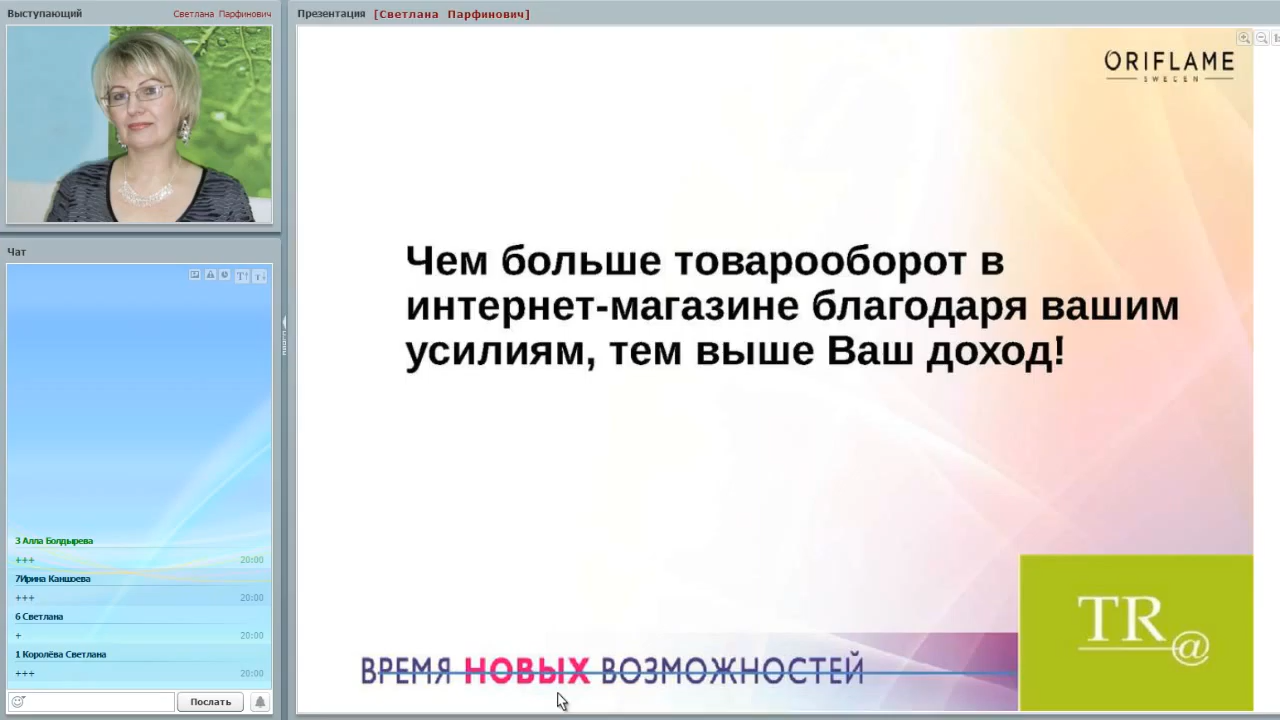 Выступающий
Светлана Парфинович
Презентация [Светлана Парфинович]
ORIFLAME
SWEDEN
Чем больше товарооборот в
интернет-магазине благодаря вашим
усилиям, тем выше Ваш доход!
Чат
3 Алла Болдырева
+++ 20:00
7Ирина Каншоева
+++ 20:00
6 Светлана
+ 20:00
1 Королёва Светлана
+++ 20:00
Послать
ВРЕМЯ НОВЫХ ВОЗМОЖНОСТЕЙ
TR@